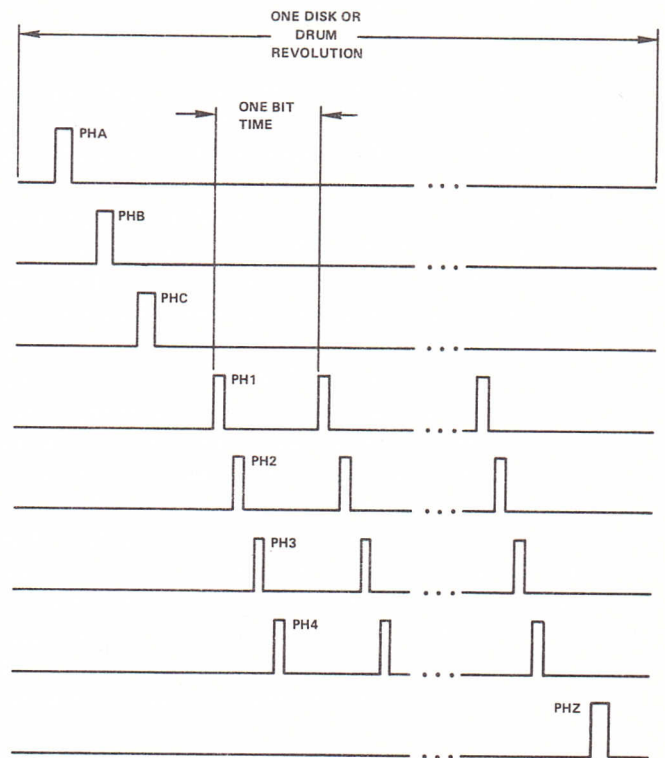 ONE DISK OR
DRUM
REVOLUTION
ONE BIT
TIME
PHA
PHB
PHC
PH1
PH2
PH3
PH4
PHZ